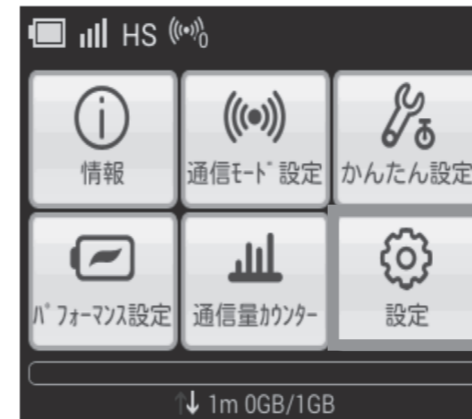 HS 0
情報
通信ﾓｰﾄﾞ設定
かんたん設定
ﾊﾟﾌｫｰﾏﾝｽ設定
通信量ｶｳﾝﾀｰ
設定
1m 0GB/1GB